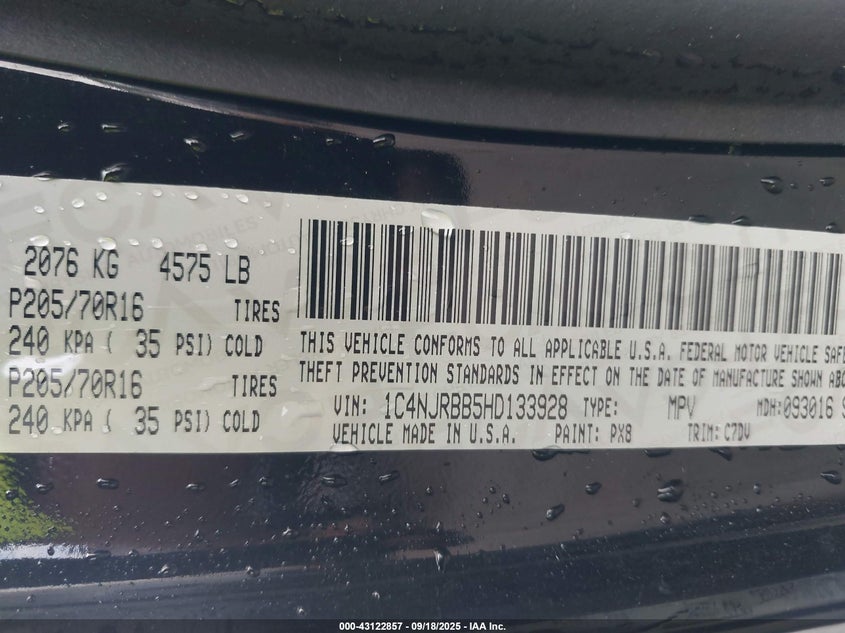 2076 KG 4575 LB
P205/70R16 TIRES
240 KPA ( 35 PSI) COLD
P205/70R16 TIRES
240 KPA ( 35 PSI) COLD
THIS VEHICLE CONFORMS TO ALL APPLICABLE U.S.A. FEDERAL MOTOR VEHICLE SAFE
THEFT PREVENTION STANDARDS IN EFFECT ON THE DATE OF MANUFACTURE SHOWN ABO
VIN: 1C4NJRBB5HD133928 TYPE: MPV MDH:093016 S
VEHICLE MADE IN U.S.A. PAINT: PX8 TRIM: C7DV
000-43122857 - 09/18/2025 - IAA Inc.